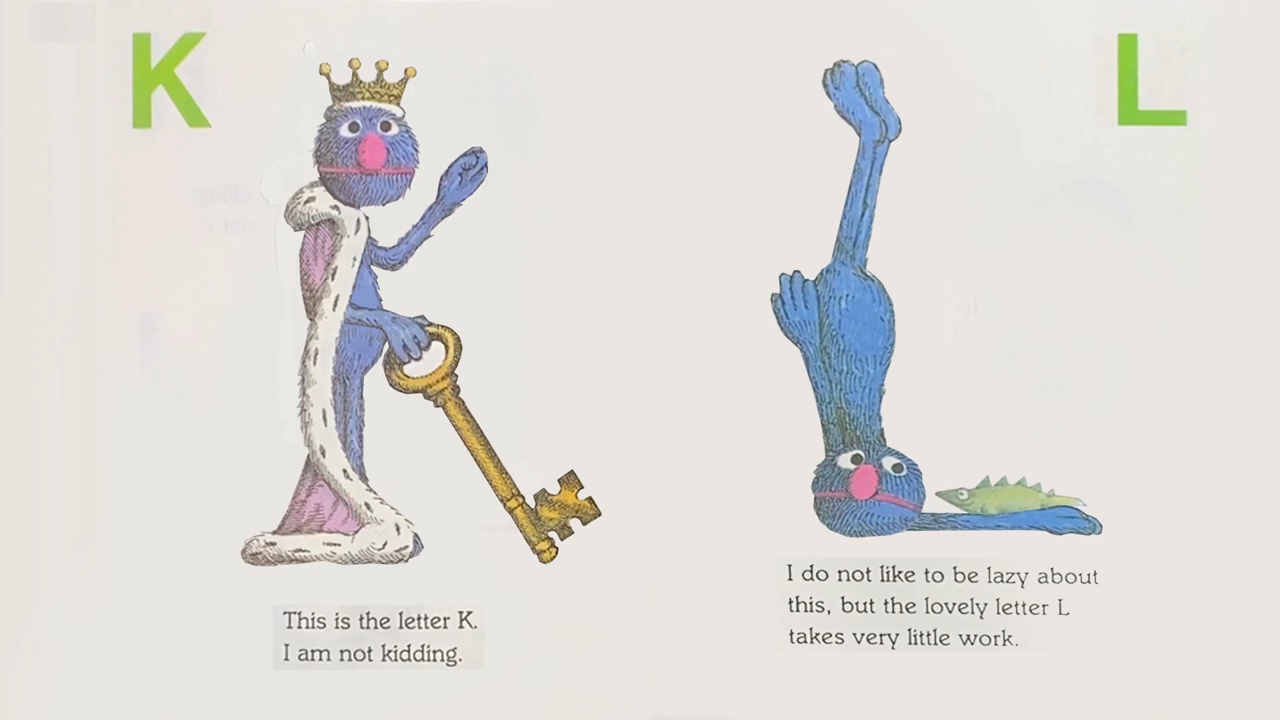 K
This is the letter K.
I am not kidding.
L
I do not like to be lazy about
this, but the lovely letter L
takes very little work.